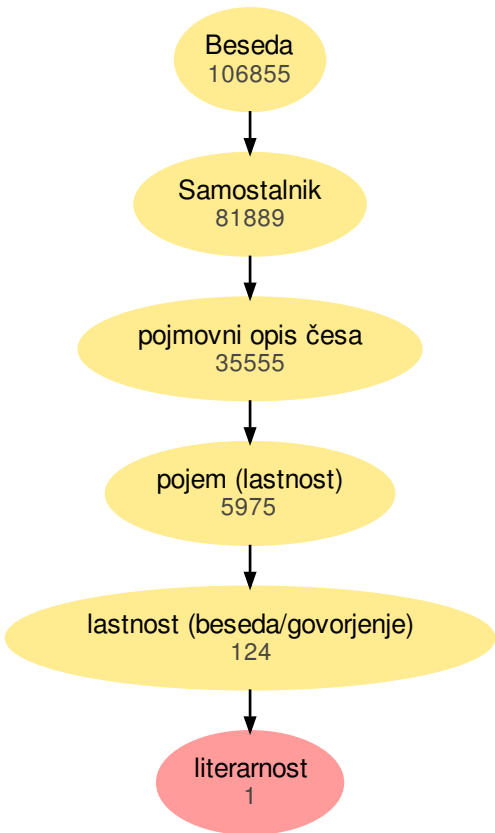 Beseda
106855
Samostalnik
81889
pojmovni opis česa
35555
pojem (lastnost)
5975
lastnost (beseda/govorjenje)
124
literarnost
1